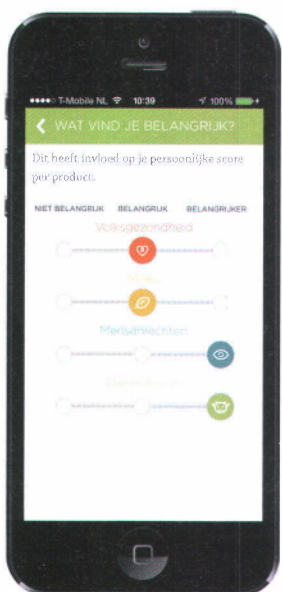 T-Mobile NL 10:39 100%
WAT VIND JE BELANGRIJK?
Dit heeft invloed op je persoonlijke score
per product.
NIET BELANGRIJK BELANGRIJK BELANGRIJKER
Volksgezondheid
Mensenrechten